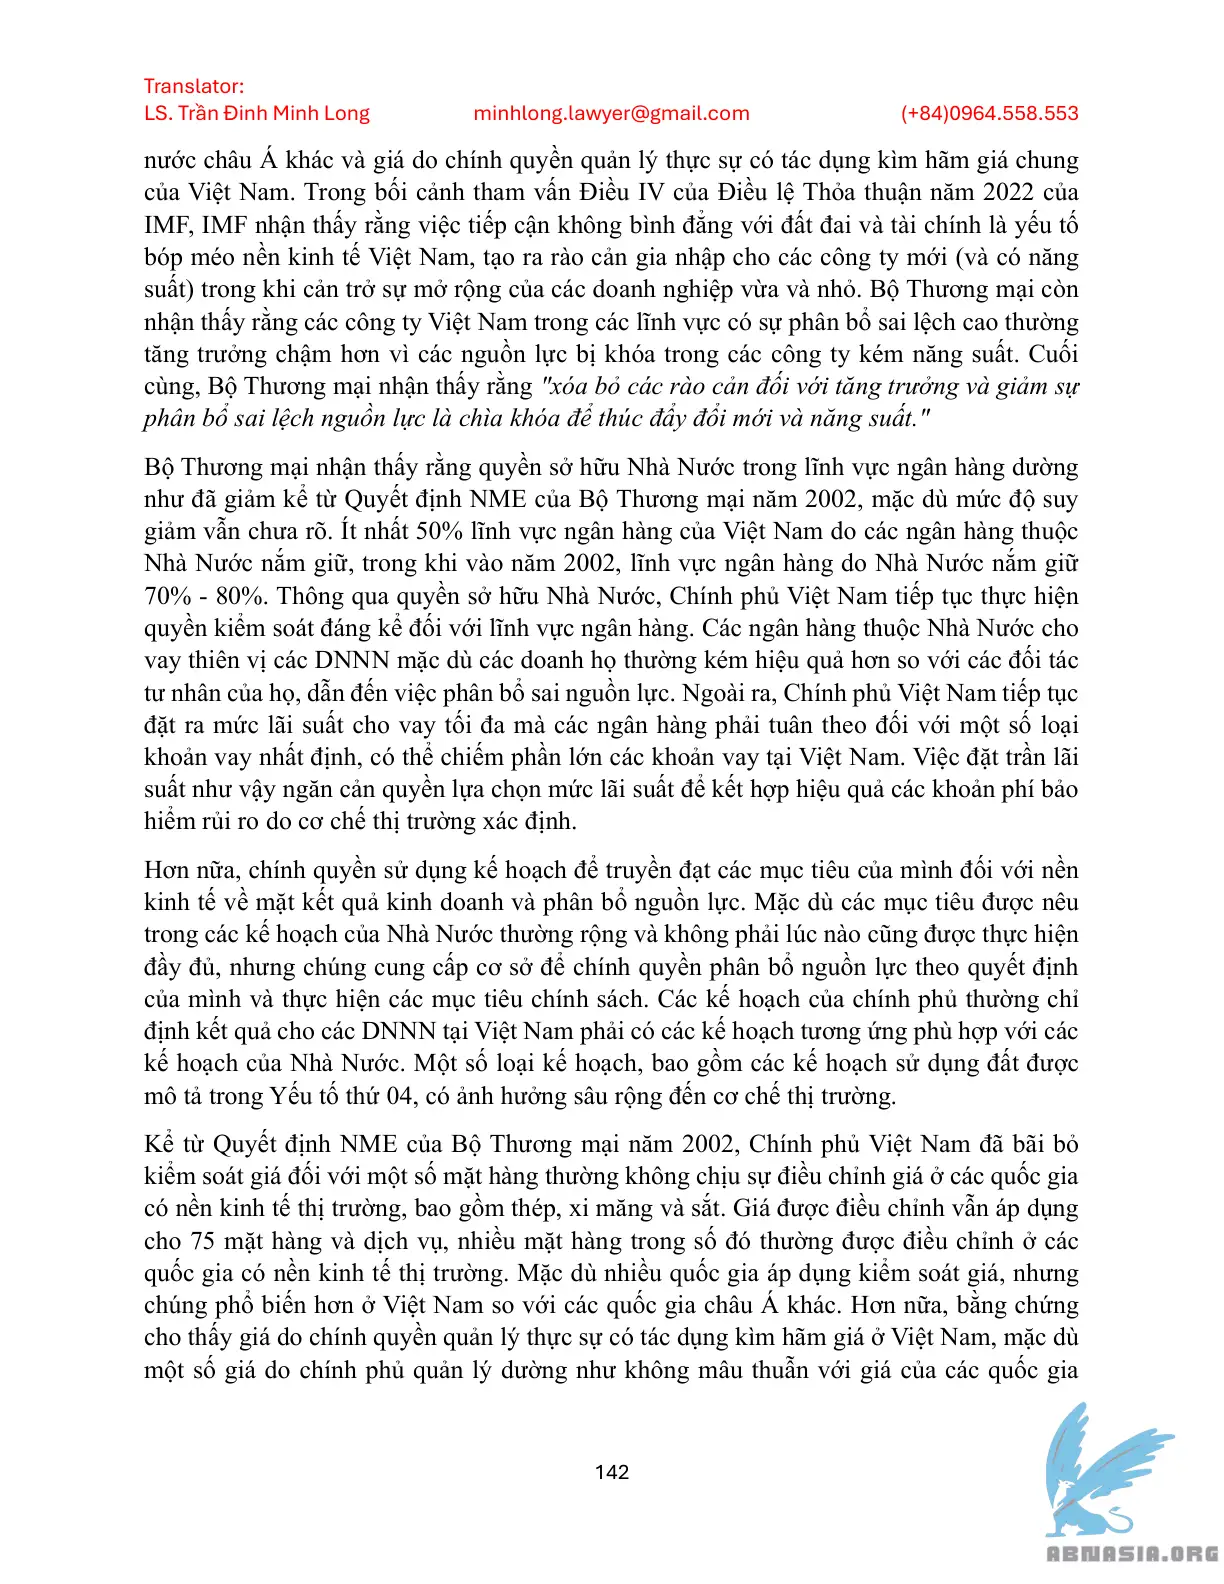 Translator:
LS. Trần Đình Minh Long minhlong.lawyer@gmail.com (+84)0964.558.553
nước châu Á khác và giá do chính quyền quản lý thực sự có tác dụng kìm hãm giá chung
của Việt Nam. Trong bối cảnh tham vấn Điều IV của Điều lệ Thỏa thuận năm 2022 của
IMF, IMF nhận thấy rằng việc tiếp cận không bình đẳng với đất đai và tài chính là yếu tố
bóp méo nền kinh tế Việt Nam, tạo ra rào cản gia nhập cho các công ty mới (và có năng
suất) trong khi cản trở sự mở rộng của các doanh nghiệp vừa và nhỏ. Bộ Thương mại còn
nhận thấy rằng các công ty Việt Nam trong các lĩnh vực có sự phân bổ sai lệch cao thường
tăng trưởng chậm hơn vì các nguồn lực bị khóa trong các công ty kém năng suất. Cuối
cùng, Bộ Thương mại nhận thấy rằng "xóa bỏ các rào cản đối với tăng trưởng và giảm sự
phân bổ sai lệch nguồn lực là chìa khóa để thúc đẩy đổi mới và năng suất."
Bộ Thương mại nhận thấy rằng quyền sở hữu Nhà Nước trong lĩnh vực ngân hàng dường
như đã giảm kể từ Quyết định NME của Bộ Thương mại năm 2002, mặc dù mức độ suy
giảm vẫn chưa rõ. Ít nhất 50% lĩnh vực ngân hàng của Việt Nam do các ngân hàng thuộc
Nhà Nước nắm giữ, trong khi vào năm 2002, lĩnh vực ngân hàng do Nhà Nước nắm giữ
70% - 80%. Thông qua quyền sở hữu Nhà Nước, Chính phủ Việt Nam tiếp tục thực hiện
quyền kiểm soát đáng kể đối với lĩnh vực ngân hàng. Các ngân hàng thuộc Nhà Nước cho
vay thiên vị các DNNN mặc dù các doanh họ thường kém hiệu quả hơn so với các đối tác
tư nhân của họ, dẫn đến việc phân bổ sai nguồn lực. Ngoài ra, Chính phủ Việt Nam tiếp tục
đặt ra mức lãi suất cho vay tối đa mà các ngân hàng phải tuân theo đối với một số loại
khoản vay nhất định, có thể chiếm phần lớn các khoản vay tại Việt Nam. Việc đặt trần lãi
suất như vậy ngăn cản quyền lựa chọn mức lãi suất để kết hợp hiệu quả các khoản phí bảo
hiểm rủi ro do cơ chế thị trường xác định.
Hơn nữa, chính quyền sử dụng kế hoạch để truyền đạt các mục tiêu của mình đối với nền
kinh tế về mặt kết quả kinh doanh và phân bổ nguồn lực. Mặc dù các mục tiêu được nêu
trong các kế hoạch của Nhà Nước thường rộng và không phải lúc nào cũng được thực hiện
đầy đủ, nhưng chúng cung cấp cơ sở để chính quyền phân bổ nguồn lực theo quyết định
của mình và thực hiện các mục tiêu chính sách. Các kế hoạch của chính phủ thường chỉ
định kết quả cho các DNNN tại Việt Nam phải có các kế hoạch tương ứng phù hợp với các
kế hoạch của Nhà Nước. Một số loại kế hoạch, bao gồm các kế hoạch sử dụng đất được
mô tả trong Yếu tố thứ 04, có ảnh hưởng sâu rộng đến cơ chế thị trường.
Kể từ Quyết định NME của Bộ Thương mại năm 2002, Chính phủ Việt Nam đã bãi bỏ
kiểm soát giá đối với một số mặt hàng thường không chịu sự điều chỉnh giá ở các quốc gia
có nền kinh tế thị trường, bao gồm thép, xi măng và sắt. Giá được điều chỉnh vẫn áp dụng
cho 75 mặt hàng và dịch vụ, nhiều mặt hàng trong số đó thường được điều chỉnh ở các
quốc gia có nền kinh tế thị trường. Mặc dù nhiều quốc gia áp dụng kiểm soát giá, nhưng
chúng phổ biến hơn ở Việt Nam so với các quốc gia châu Á khác. Hơn nữa, bằng chứng
cho thấy giá do chính quyền quản lý thực sự có tác dụng kìm hãm giá ở Việt Nam, mặc dù
một số giá do chính phủ quản lý dường như không mâu thuẫn với giá của các quốc gia
142
ABNASIA.ORG